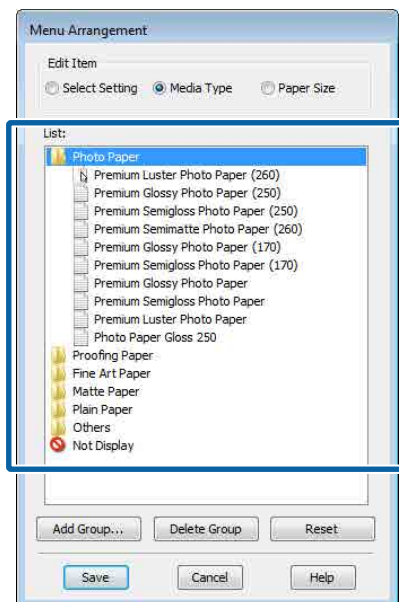 Menu Arrangement
Edit Item
Select Setting Media Type Paper Size
List:
Photo Paper
Premium Luster Photo Paper (260)
Premium Glossy Photo Paper (250)
Premium Semigloss Photo Paper (250)
Premium Semimatte Photo Paper (260)
Premium Glossy Photo Paper (170)
Premium Semigloss Photo Paper (170)
Premium Glossy Photo Paper
Premium Semigloss Photo Paper
Premium Luster Photo Paper
Photo Paper Gloss 250
Proofing Paper
Fine Art Paper
Matte Paper
Plain Paper
Others
Not Display
Add Group... Delete Group Reset
Save Cancel Help